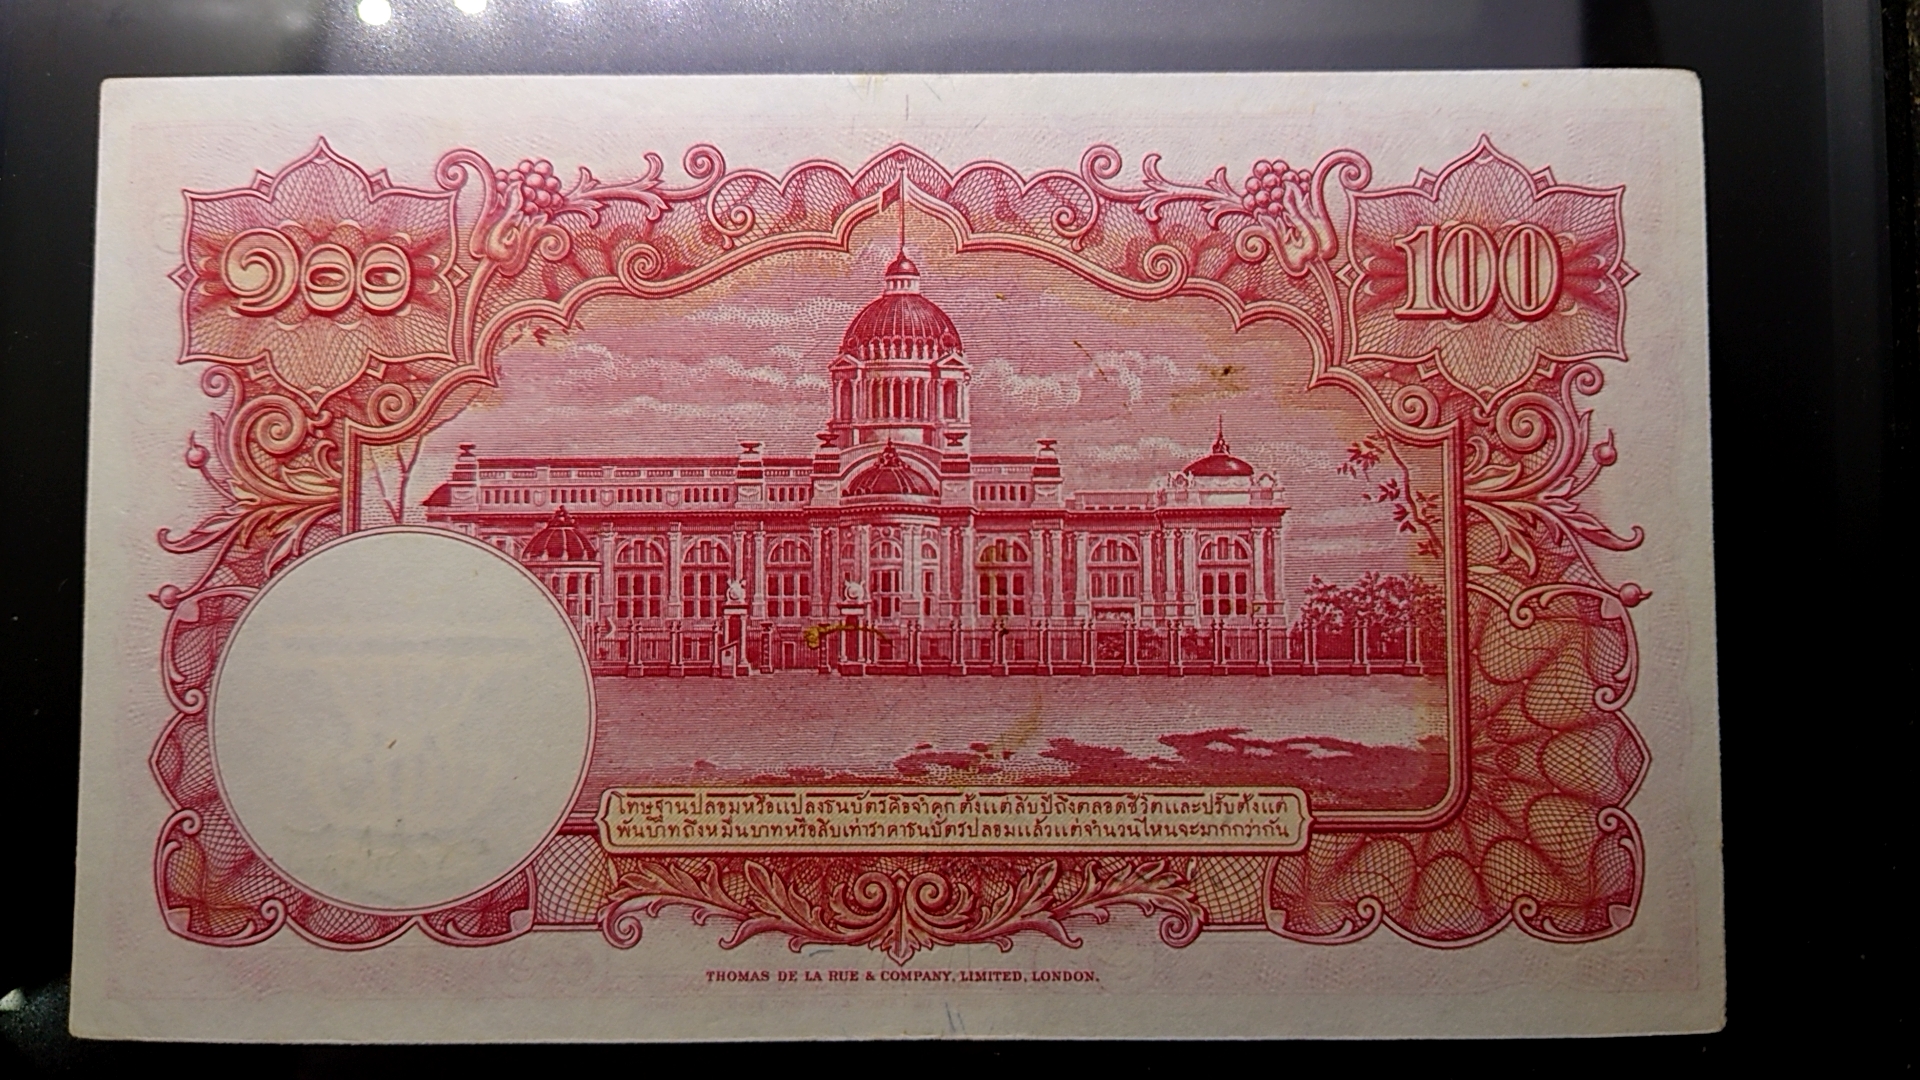 ๑๐๐
100
โทษฐานปลอมหรือแปลงธนบัตรคือจำคุก ตั้งแต่สิบปีถึงตลอดชีวิตและปรับตั้งแต่
พันบาทถึงหมื่นบาทหรือสิบเท่าราคาธนบัตรปลอมแล้วแต่จำนวนไหนจะมากกว่ากัน
THOMAS DE LA RUE & COMPANY, LIMITED, LONDON.